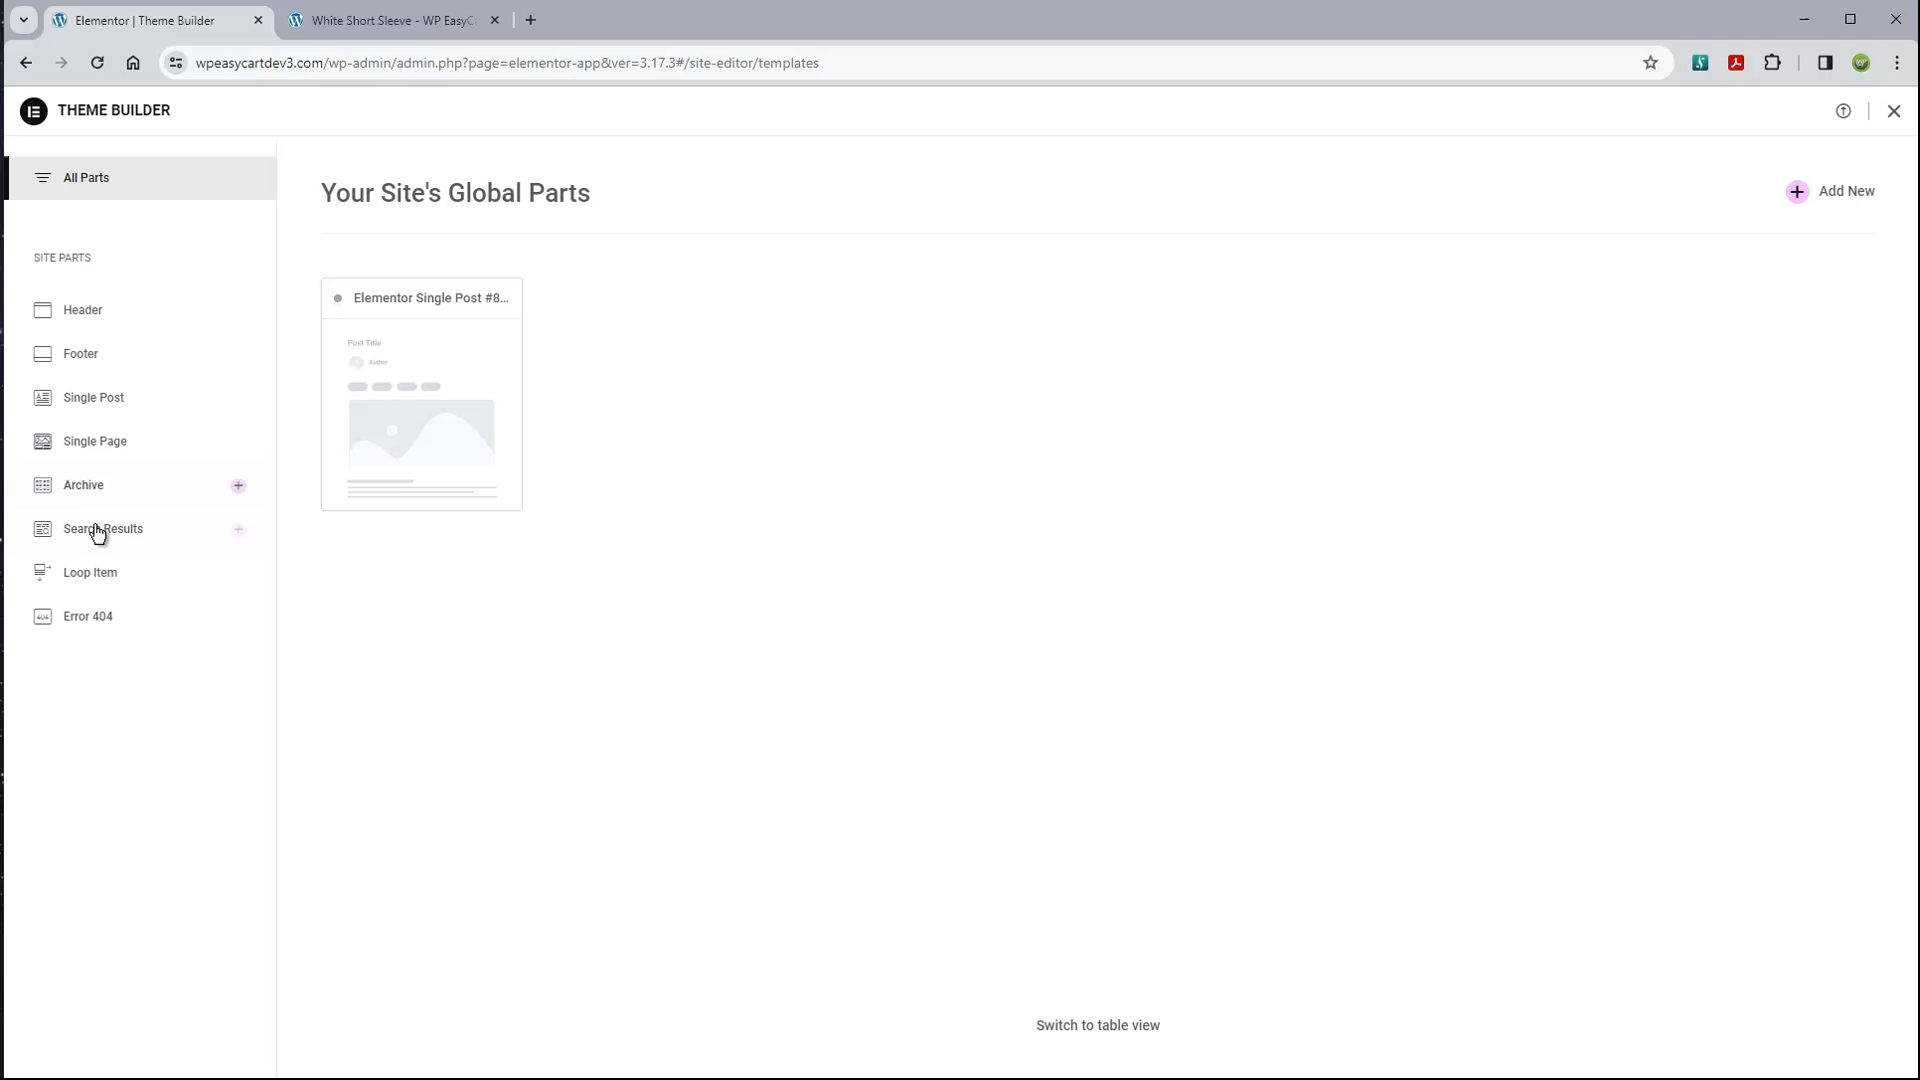 Elementor | Theme Builder
White Short Sleeve - WP EasyC
wpeasycartdev3.com/wp-admin/admin.php?page=elementor-app&ver=3.17.3#/site-editor/templates
THEME BUILDER
All Parts
Your Site's Global Parts
Add New
SITE PARTS
Header
Footer
Single Post
Single Page
Archive
Search Results
Loop Item
404
Error 404
Elementor Single Post #8...
Post Title
Author
Switch to table view